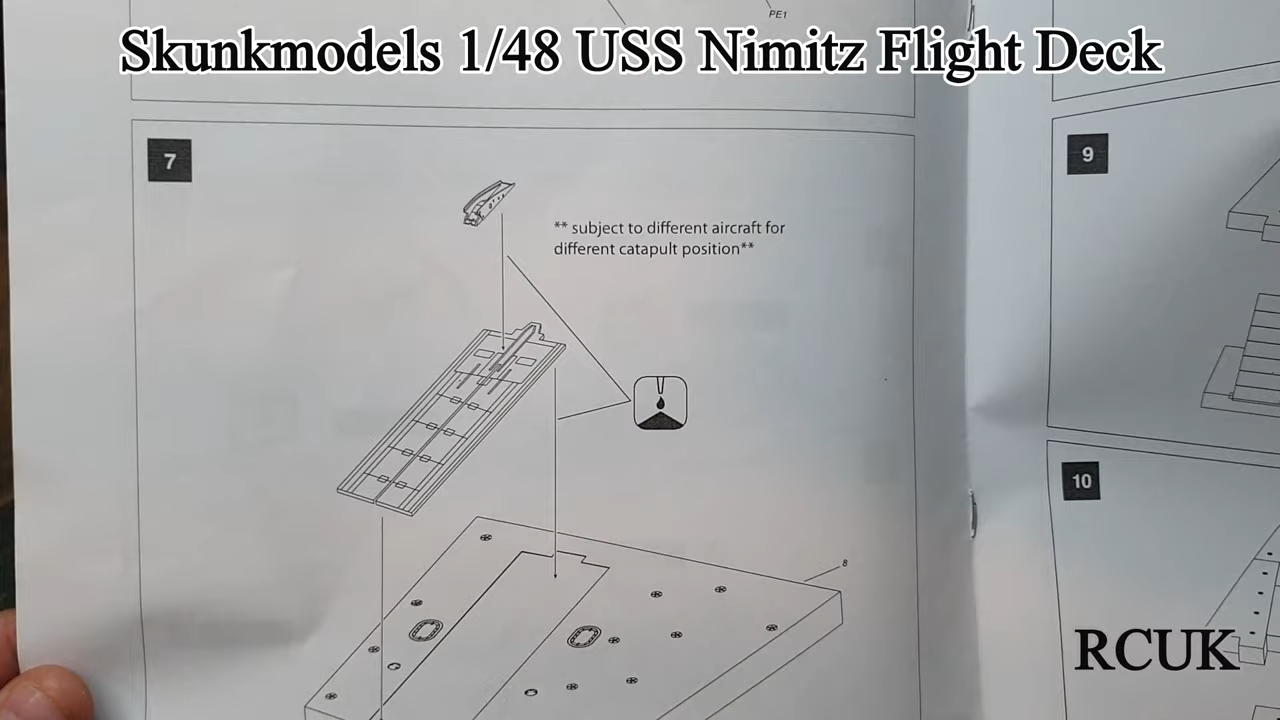 PE1
Skunkmodels 1/48 USS Nimitz Flight Deck
7
** subject to different aircraft for
different catapult position**
8
9
10
RCUK